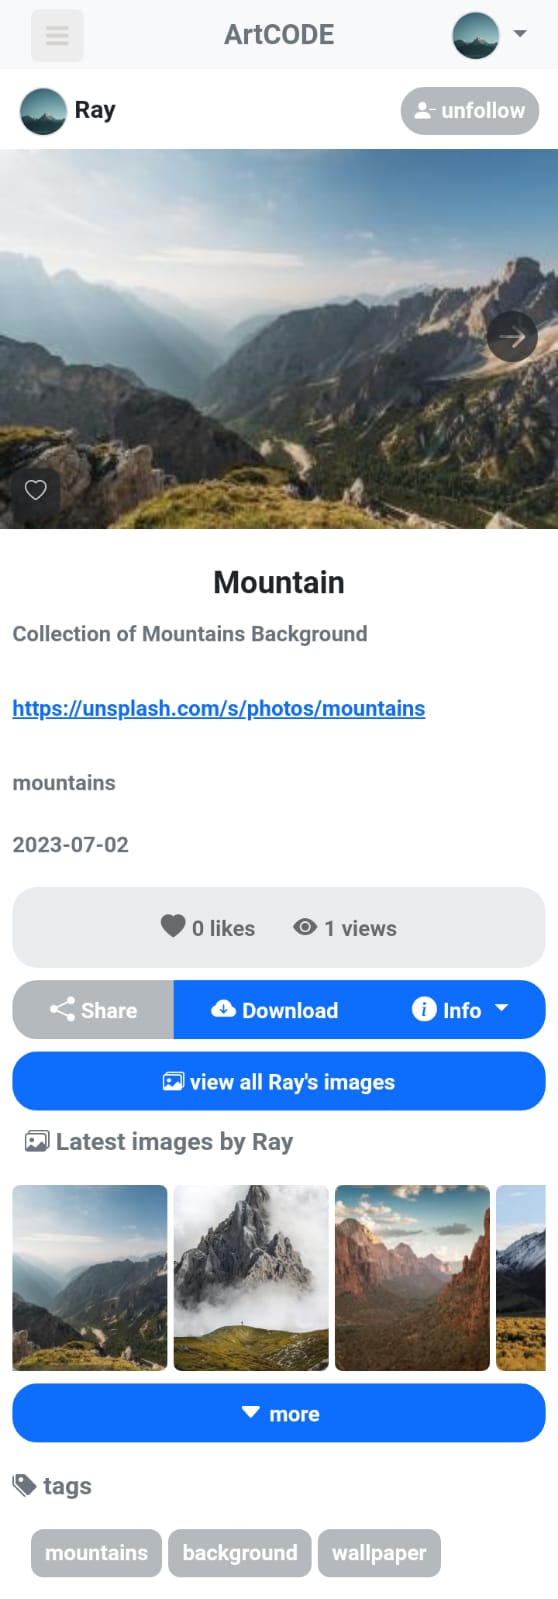 ArtCODE
Ray
unfollow
Mountain
Collection of Mountains Background
https://unsplash.com/s/photos/mountains
mountains
2023-07-02
0 likes 1 views
Share Download Info
view all Ray's images
Latest images by Ray
more
tags
mountains background wallpaper